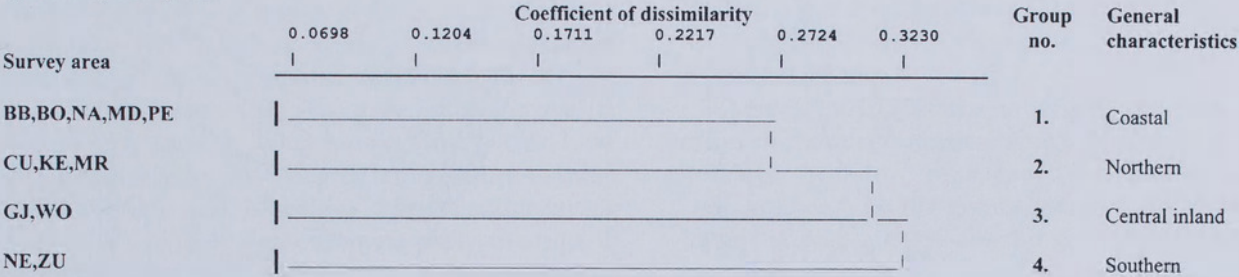 Coefficient of dissimilarity Group General
0.0698 0.1204 0.1711 0.2217 0.2724 0.3230 no. characteristics
Survey area
BB,BO,NA,MD,PE 1. Coastal
CU,KE,MR 2. Northern
GJ,WO 3. Central inland
NE,ZU 4. Southern